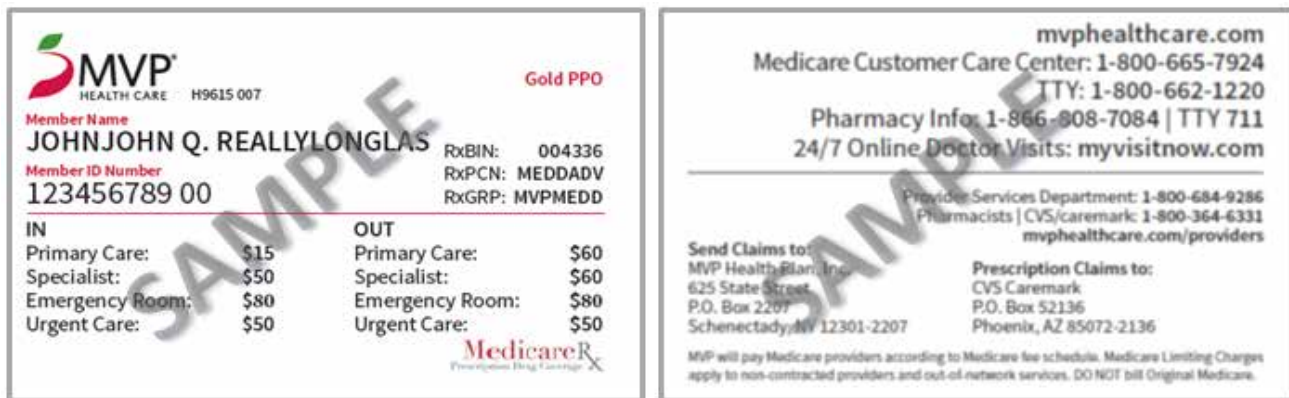 MVP®
HEALTH CARE
H9615 007
Gold PPO
Member Name
JOHNJOHN Q. REALLYLONGLAS
Member ID Number
123456789 00
RxBIN: 004336
RxPCN: MEDDADV
RxGRP: MVPMEDD
IN
Primary Care: $15
Specialist: $50
Emergency Room: $80
Urgent Care: $50
OUT
Primary Care: $60
Specialist: $60
Emergency Room: $80
Urgent Care: $50
MedicareRx
Prescription Drug Coverage
SAMPLE
mvphealthcare.com
Medicare Customer Care Center: 1-800-665-7924
TTY: 1-800-662-1220
Pharmacy Info: 1-866-808-7084 | TTY 711
24/7 Online Doctor Visits: myvisitnow.com
Provider Services Department: 1-800-684-9286
Pharmacists | CVS/caremark: 1-800-364-6331
mvphealthcare.com/providers
Send Claims to:
MVP Health Plan, Inc.
625 State Street
P.O. Box 2207
Schenectady, NY 12301-2207
Prescription Claims to:
CVS Caremark
P.O. Box 52136
Phoenix, AZ 85072-2136
MVP will pay Medicare providers according to Medicare fee schedule. Medicare Limiting Charges
apply to non-contracted providers and out-of-network services. DO NOT bill Original Medicare.
SAMPLE